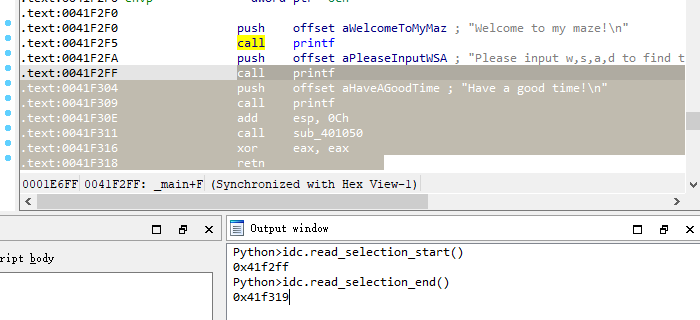 .text:0041F2F0 envp dword ptr 0Ch
.text:0041F2F0
.text:0041F2F0 push offset aWelcomeToMyMaz ; "Welcome to my maze!\n"
.text:0041F2F5 call printf
.text:0041F2FA push offset aPleaseInputWSA ; "Please input w,s,a,d to find t
.text:0041F2FF call printf
.text:0041F304 push offset aHaveAGoodTime ; "Have a good time!\n"
.text:0041F309 call printf
.text:0041F30E add esp, 0Ch
.text:0041F311 call sub_401050
.text:0041F316 xor eax, eax
.text:0041F318 retn
0001E6FF 0041F2FF: _main+F (Synchronized with Hex View-1)
Output window
ript body
Python>idc.read_selection_start()
0x41f2ff
Python>idc.read_selection_end()
0x41f319